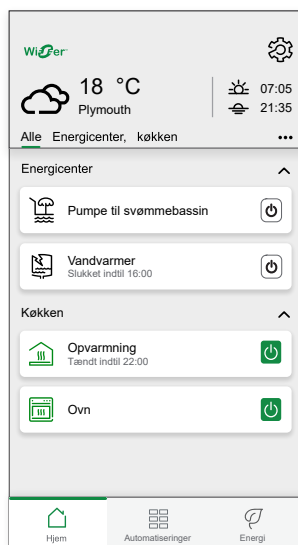 Wiser
18 °C
Plymouth
07:05
21:35
Alle Energicenter, køkken
Energicenter
Pumpe til svømmebassin
Vandvarmer
Slukket indtil 16:00
Køkken
Opvarmning
Tændt indtil 22:00
Ovn
Hjem Automatiseringer Energi